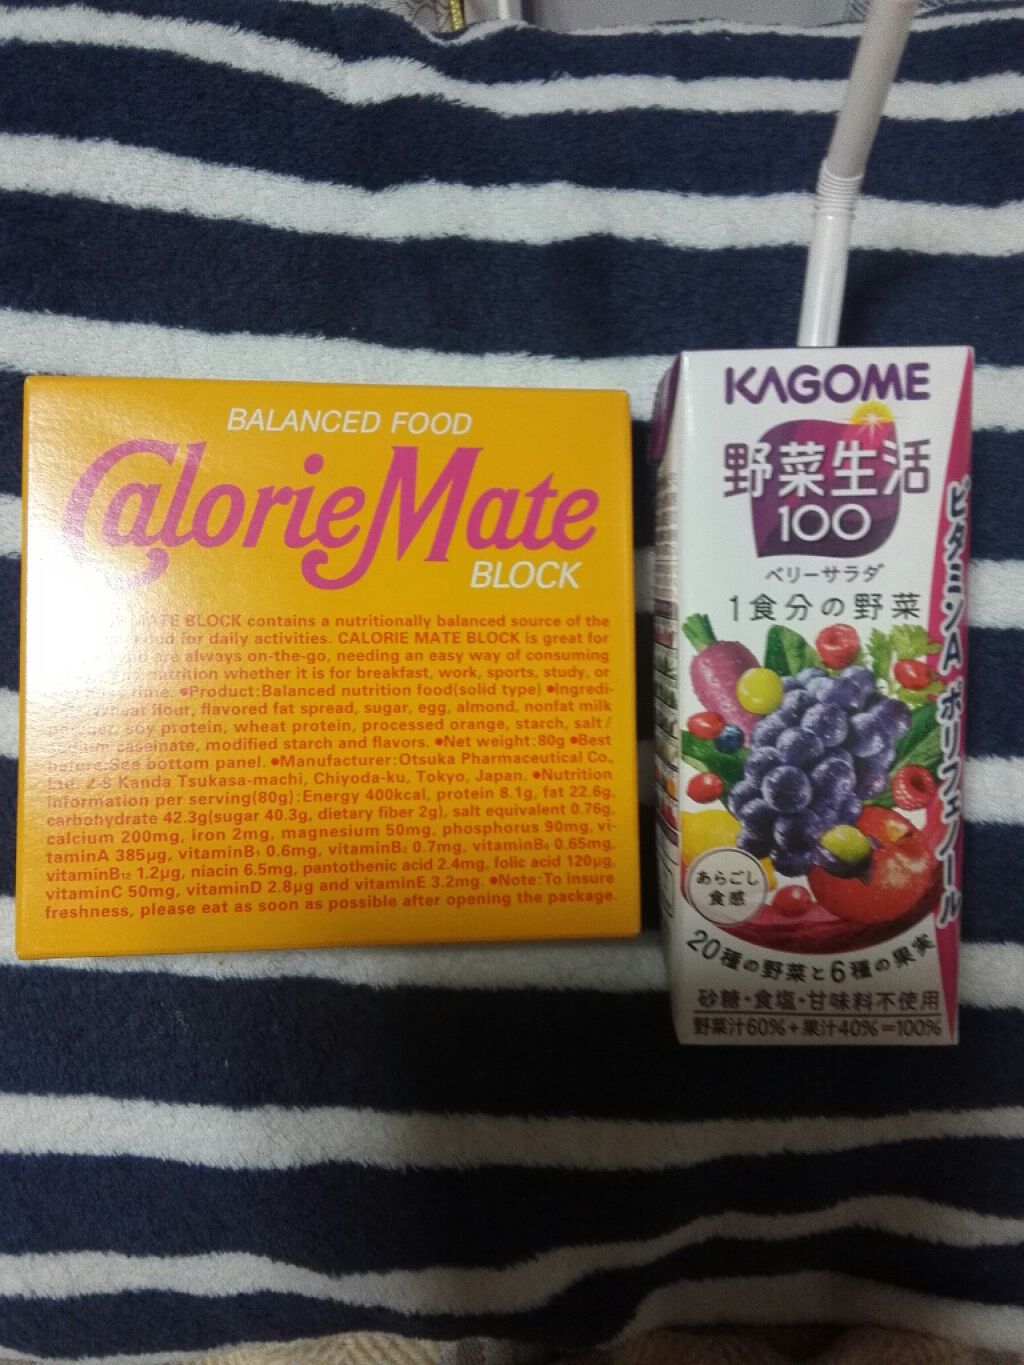 BALANCED FOOD
CalorieMate
BLOCK
MATE BLOCK contains a nutritionally balanced source of the
for daily activities. CALORIE MATE BLOCK is great for
are always on-the-go, needing an easy way of consuming
nutrition whether it is for breakfast, work, sports, study, or
time. •Product:Balanced nutrition food(solid type) •Ingredi-
wheat flour, flavored fat spread, sugar, egg, almond, nonfat milk
soy protein, wheat protein, processed orange, starch, salt/
caseinate, modified starch and flavors. •Net weight:80g •Best
before:See bottom panel. •Manufacturer:Otsuka Pharmaceutical Co.,
Ltd. 2-9 Kanda Tsukasa-machi, Chiyoda-ku, Tokyo, Japan. •Nutrition
information per serving(80g):Energy 400kcal, protein 8.1g, fat 22.6g,
carbohydrate 42.3g(sugar 40.3g, dietary fiber 2g), salt equivalent 0.76g,
calcium 200mg, iron 2mg, magnesium 50mg, phosphorus 90mg, vi-
taminA 385μg, vitaminB₁ 0.6mg, vitaminB₂ 0.7mg, vitaminB₆ 0.65mg,
vitaminB₁₂ 1.2μg, niacin 6.5mg, pantothenic acid 2.4mg, folic acid 120μg,
vitaminC 50mg, vitaminD 2.8μg and vitaminE 3.2mg. •Note:To insure
freshness, please eat as soon as possible after opening the package.
KAGOME
野菜生活
100
ベリーサラダ
1食分の野菜
ビタミンA ポリフェノール
あらごし
食感
20種の野菜と6種の果実
砂糖・食塩・甘味料不使用
野菜汁60%+果汁40%=100%